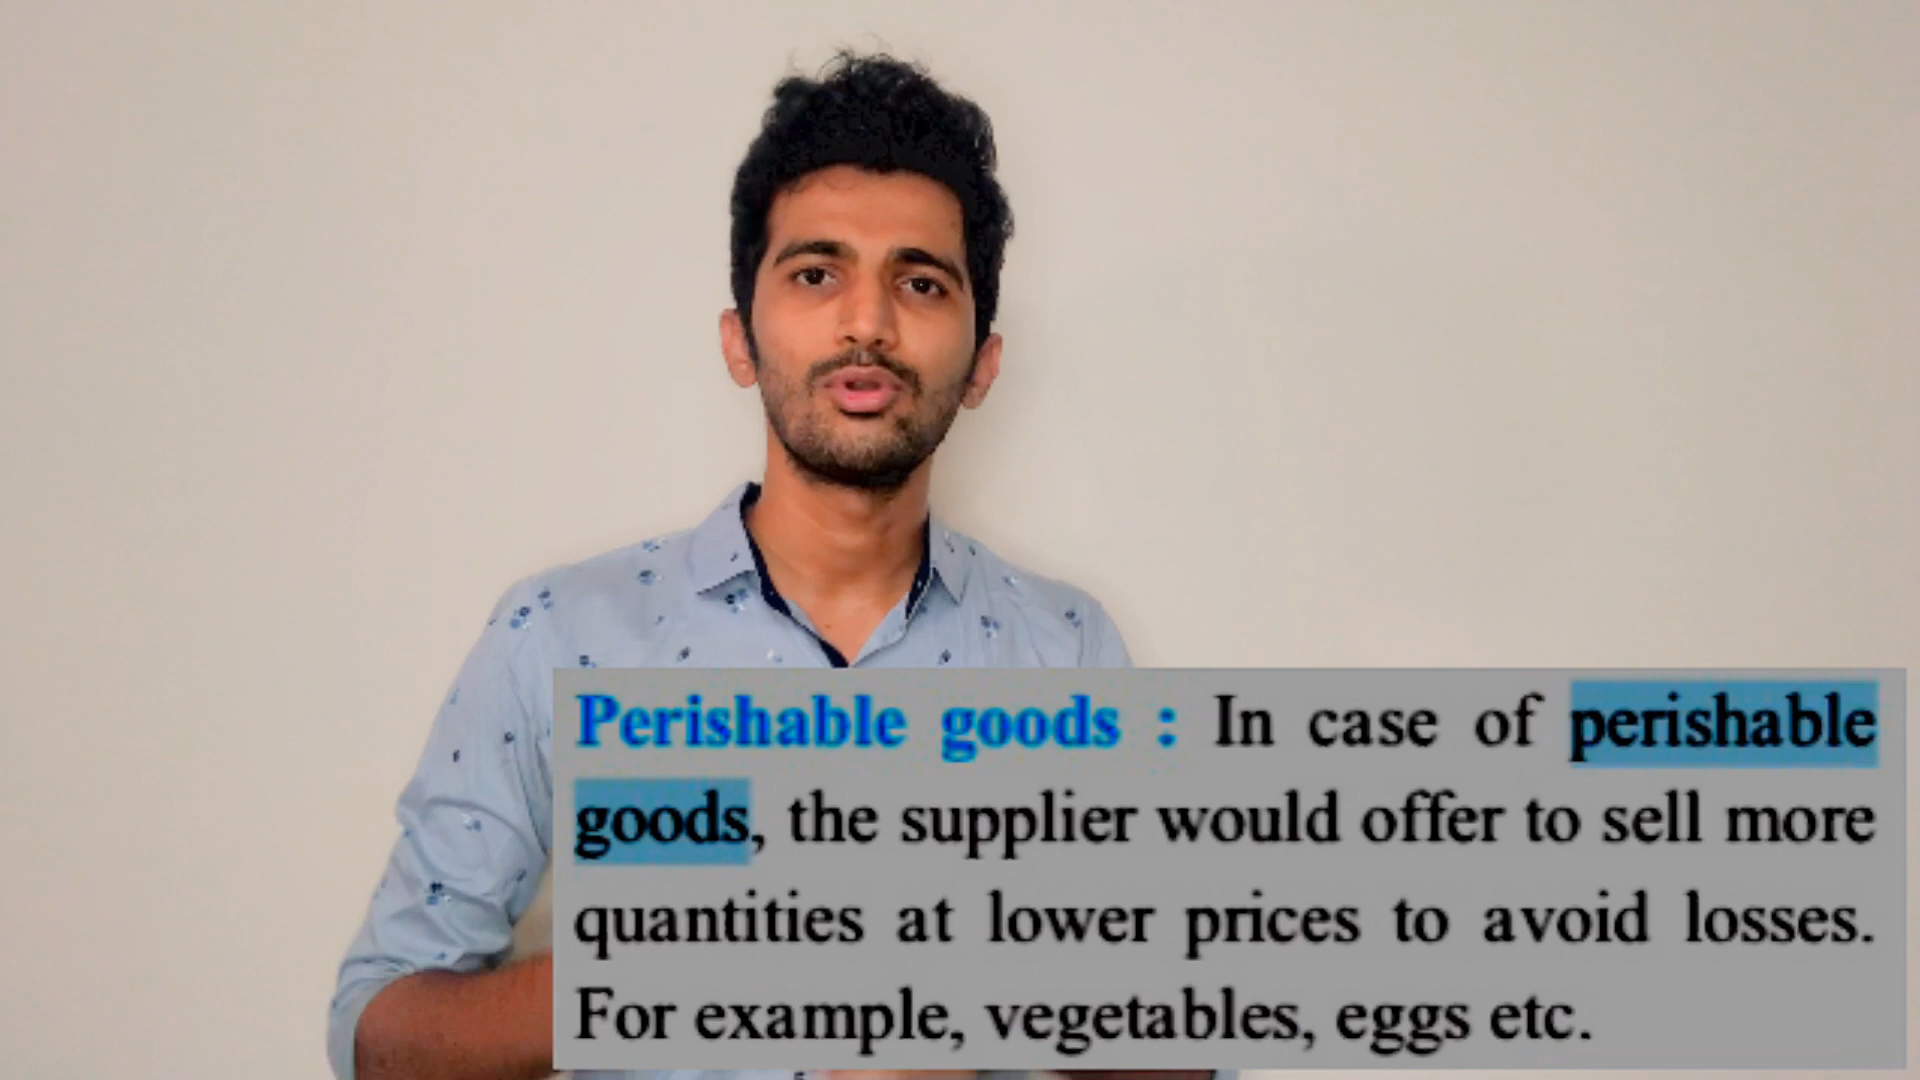 Perishable goods : In case of perishable
goods, the supplier would offer to sell more
quantities at lower prices to avoid losses.
For example, vegetables, eggs etc.